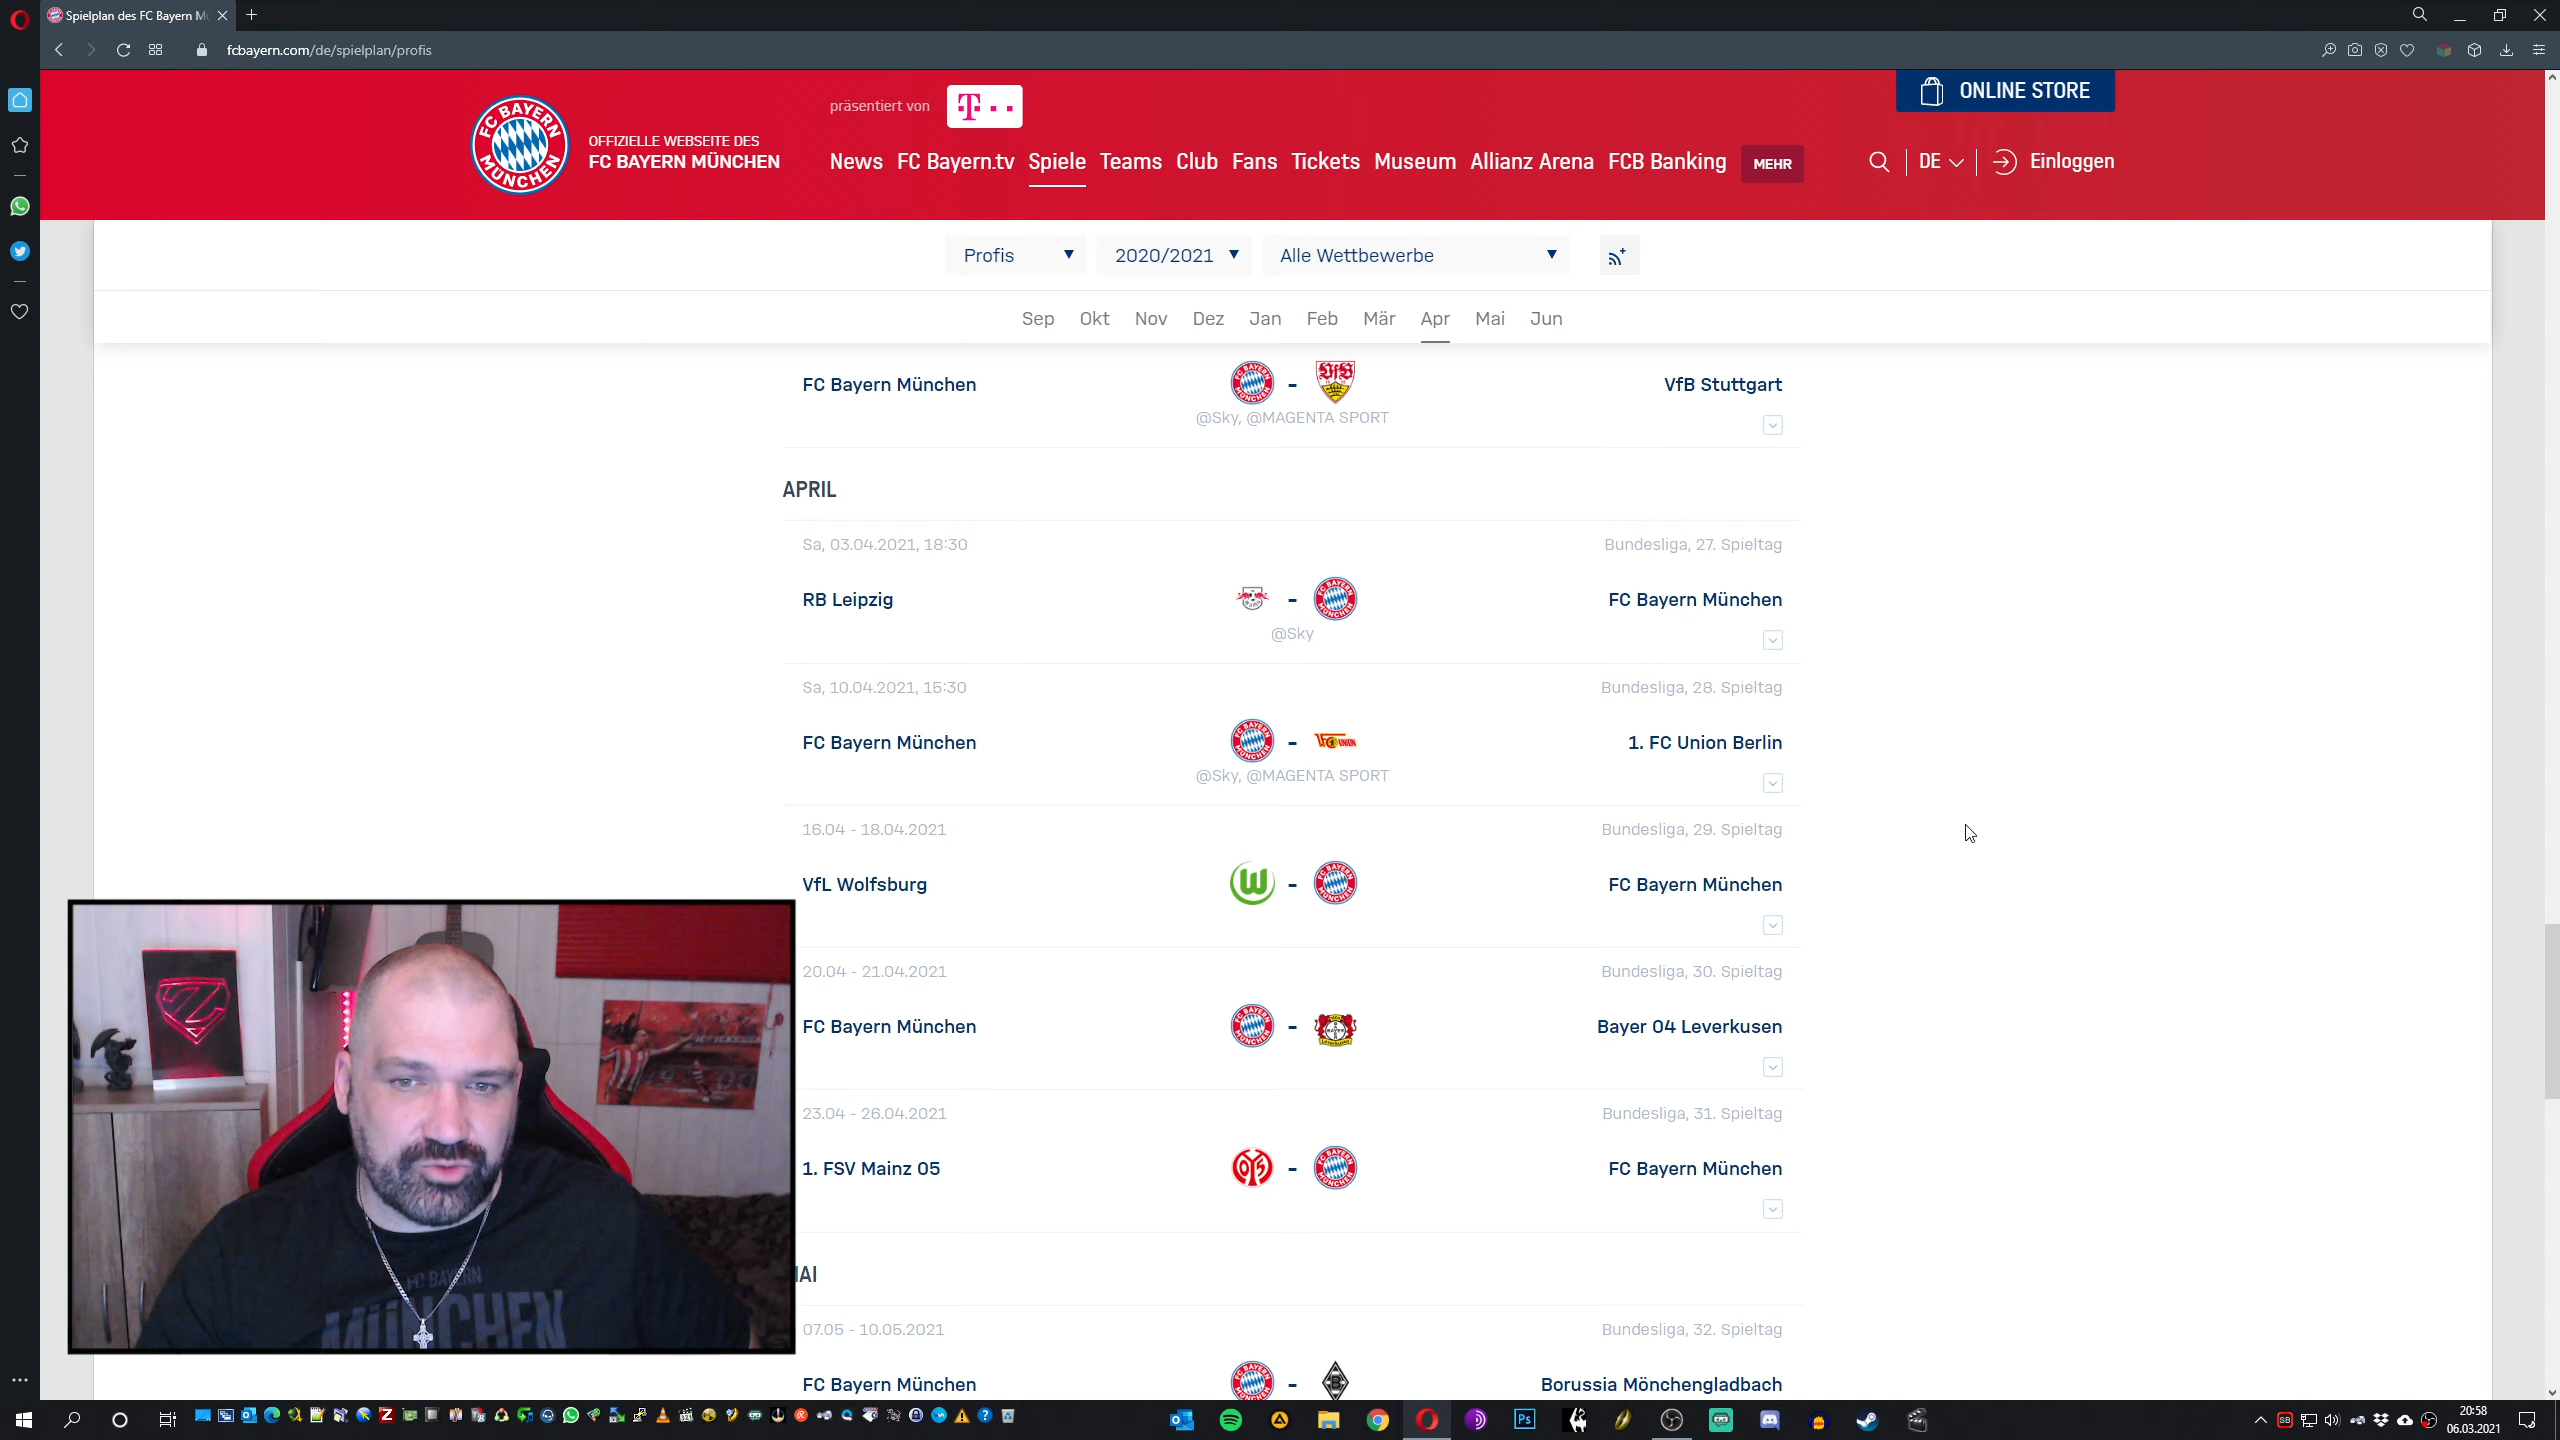 Spielplan des FC Bayern Mü
fcbayern.com/de/spielplan/profis
präsentiert von
T
ONLINE STORE
OFFIZIELLE WEBSEITE DES
FC BAYERN MÜNCHEN
FC BAYERN
MÜNCHEN
News FC Bayern.tv Spiele Teams Club Fans Tickets Museum Allianz Arena FCB Banking MEHR
DE Einloggen
Profis 2020/2021 Alle Wettbewerbe
Sep Okt Nov Dez Jan Feb Mär Apr Mai Jun
FC Bayern München - VfB Stuttgart
@Sky, @MAGENTA SPORT
APRIL
Sa, 03.04.2021, 18:30 Bundesliga, 27. Spieltag
RB Leipzig - FC Bayern München
@Sky
Sa, 10.04.2021, 15:30 Bundesliga, 28. Spieltag
FC Bayern München - 1. FC Union Berlin
@Sky, @MAGENTA SPORT
16.04 - 18.04.2021 Bundesliga, 29. Spieltag
VfL Wolfsburg - FC Bayern München
20.04 - 21.04.2021 Bundesliga, 30. Spieltag
FC Bayern München - Bayer 04 Leverkusen
23.04 - 26.04.2021 Bundesliga, 31. Spieltag
1. FSV Mainz 05 - FC Bayern München
AI
07.05 - 10.05.2021 Bundesliga, 32. Spieltag
FC Bayern München - Borussia Mönchengladbach
FC BAYERN
MÜNCHEN
20:58
06.03.2021